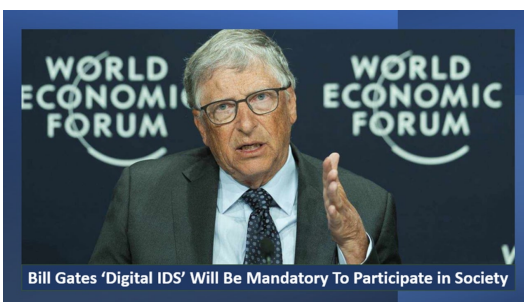 WORLD
ECONOMIC
FORUM
WORLD
ECONOMIC
FORUM
Bill Gates ‘Digital IDS’ Will Be Mandatory To Participate in Society